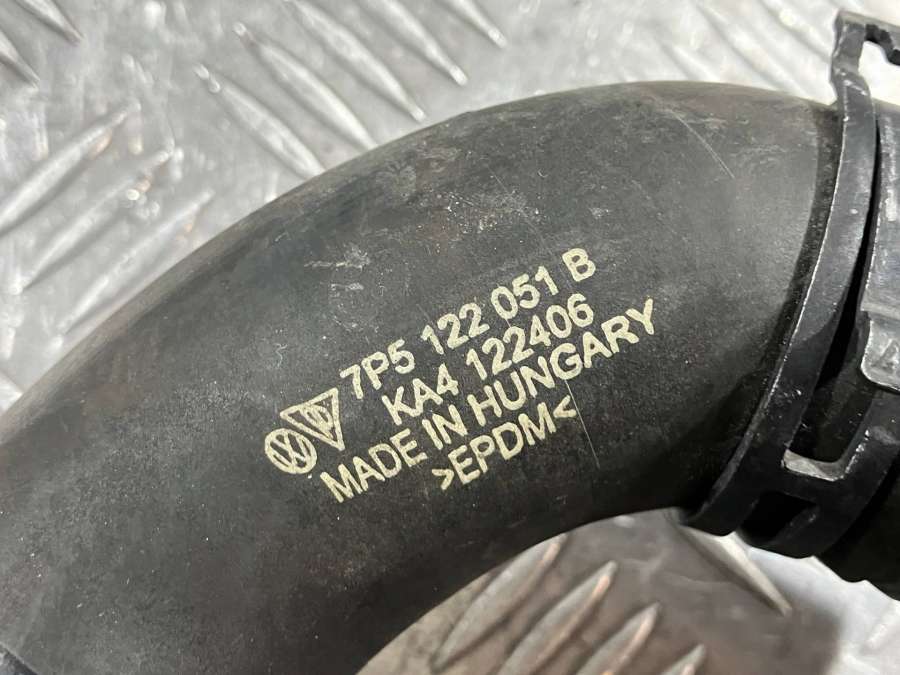 7P5 122 051 B
KA4 122406
MADE IN HUNGARY
>EPDM<